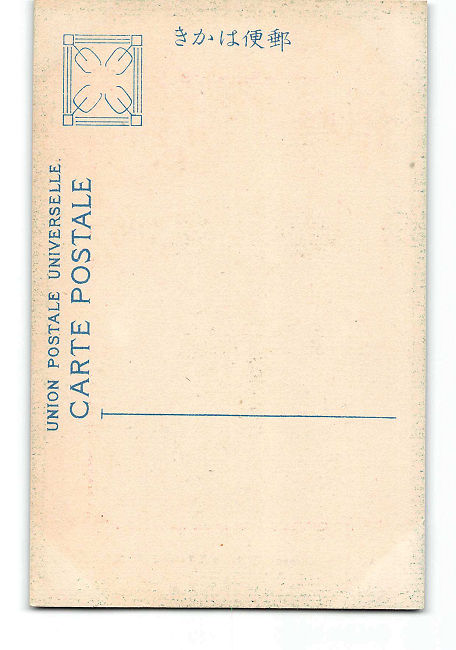 郵便はかき
UNION POSTALE UNIVERSELLE.
CARTE POSTALE